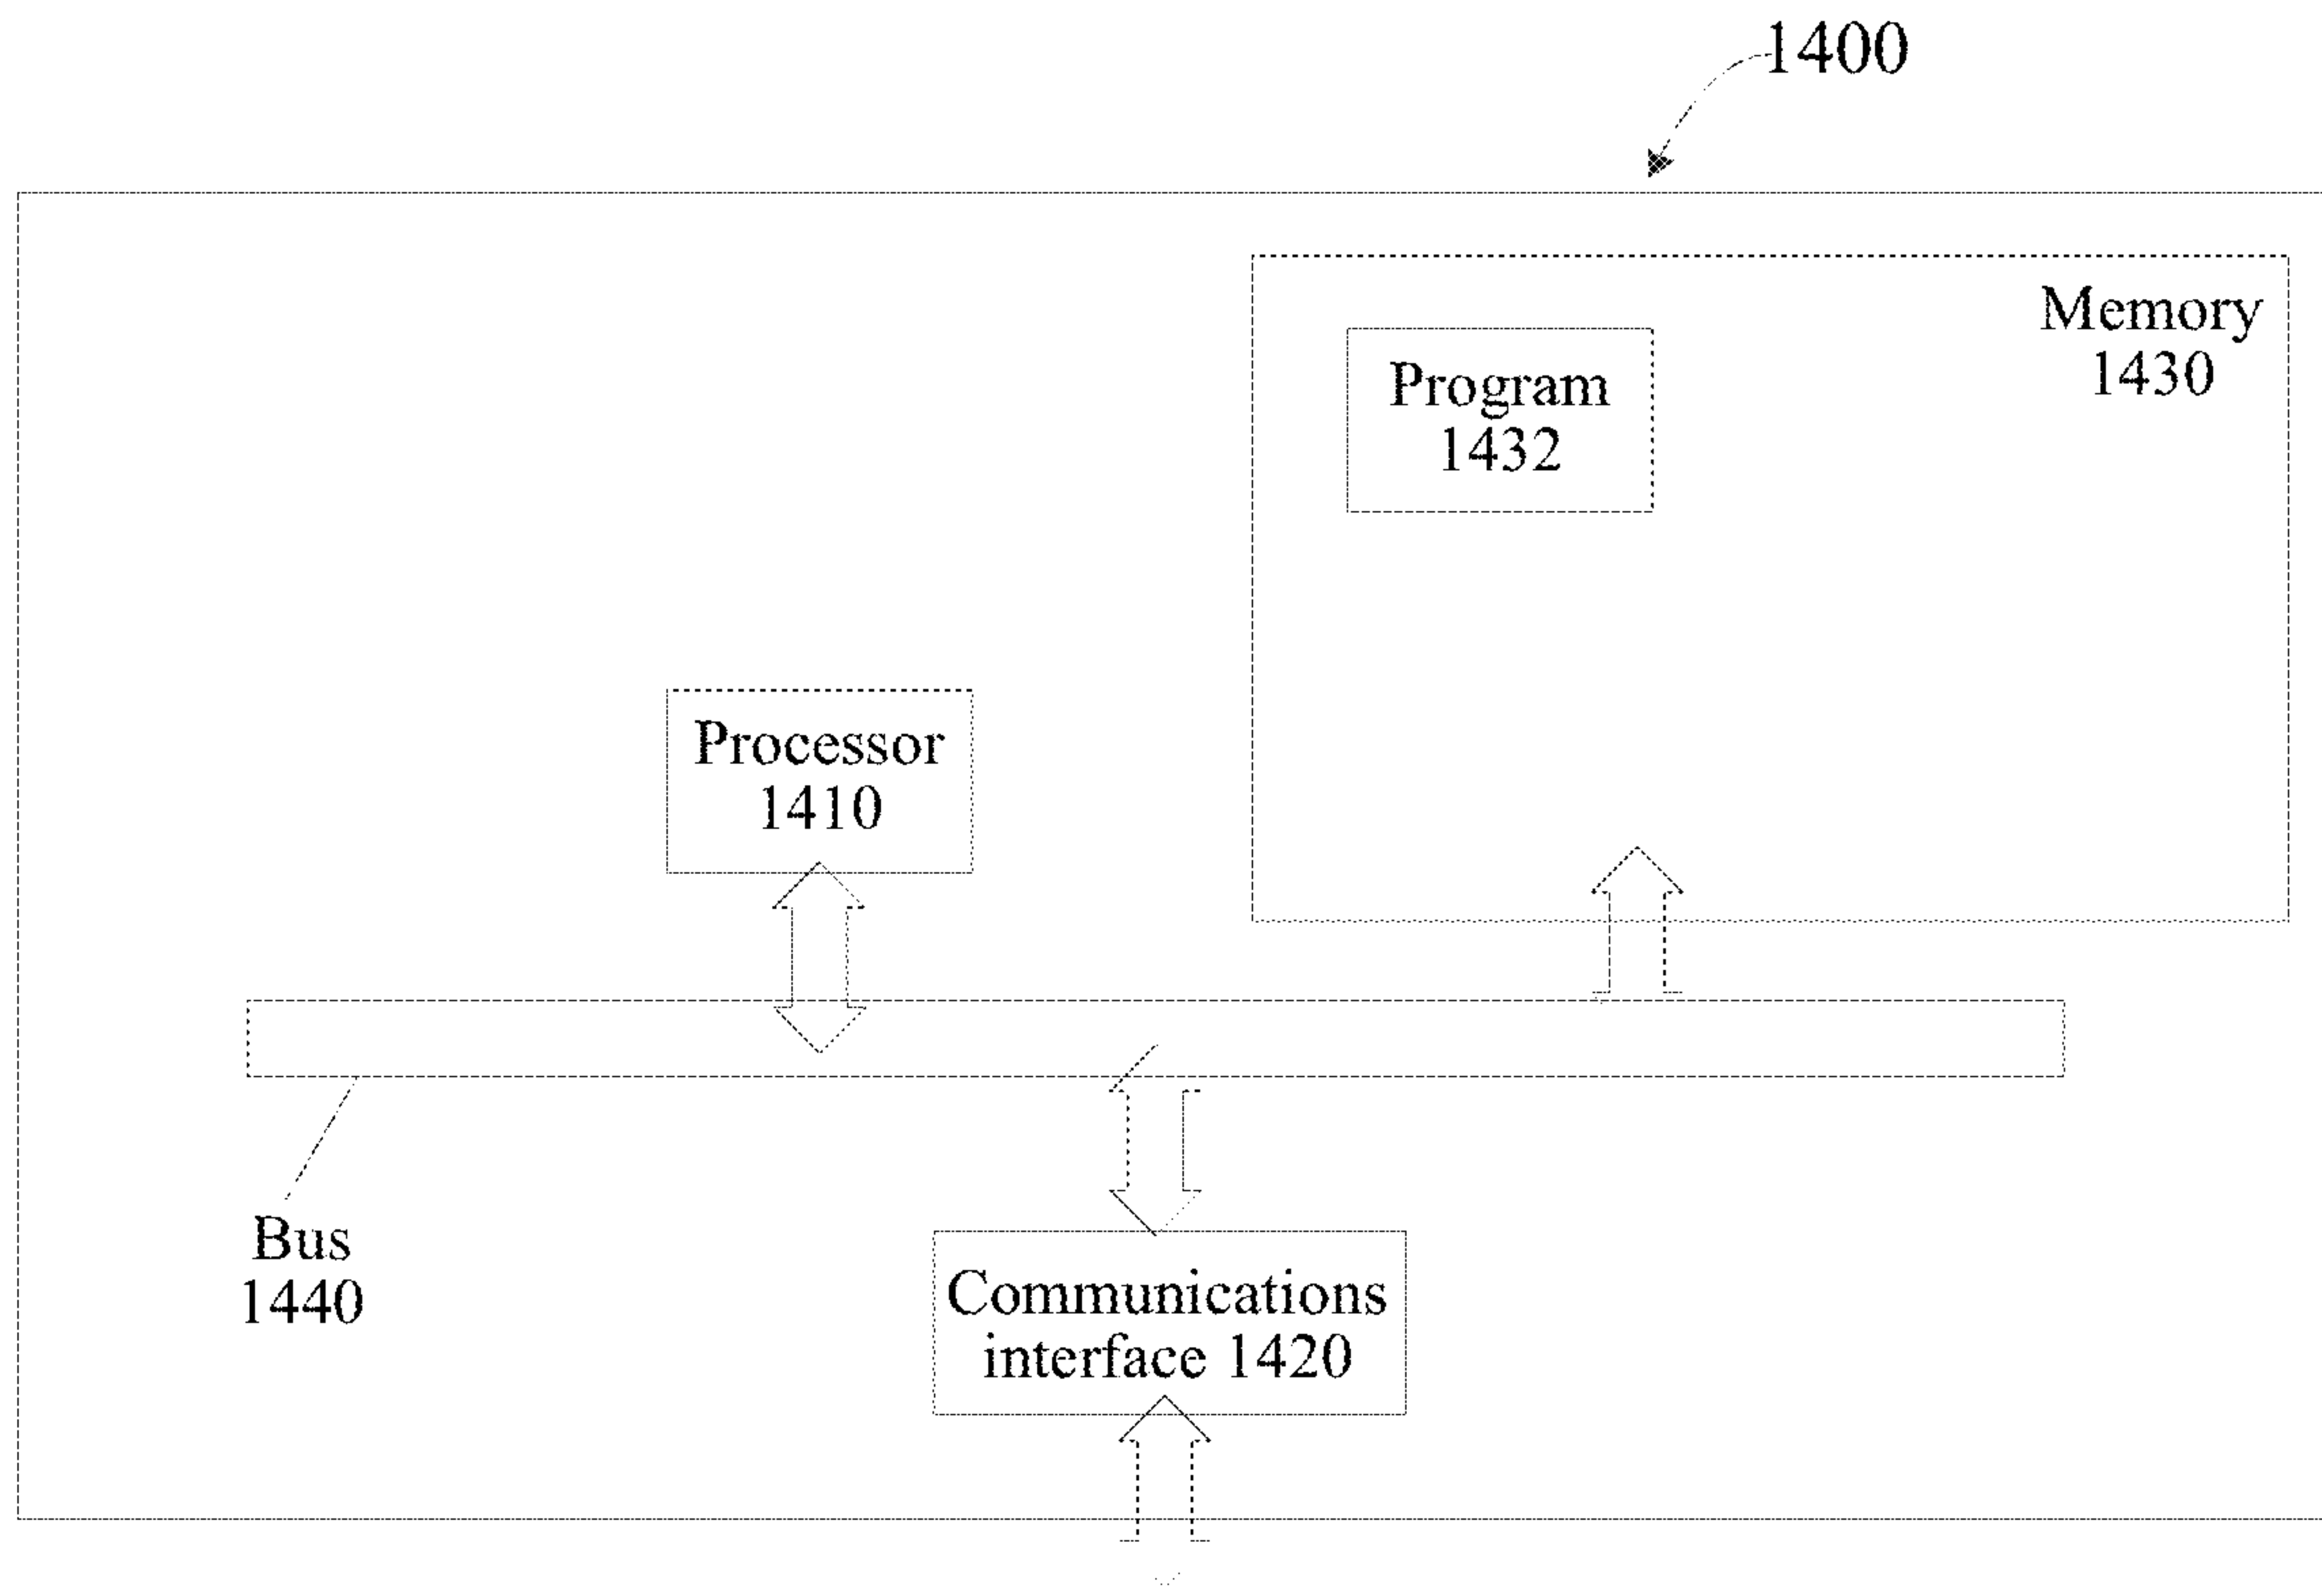 1400
Memory
1430
Program
1432
Processor
1410
Bus
1440
Communications
interface 1420